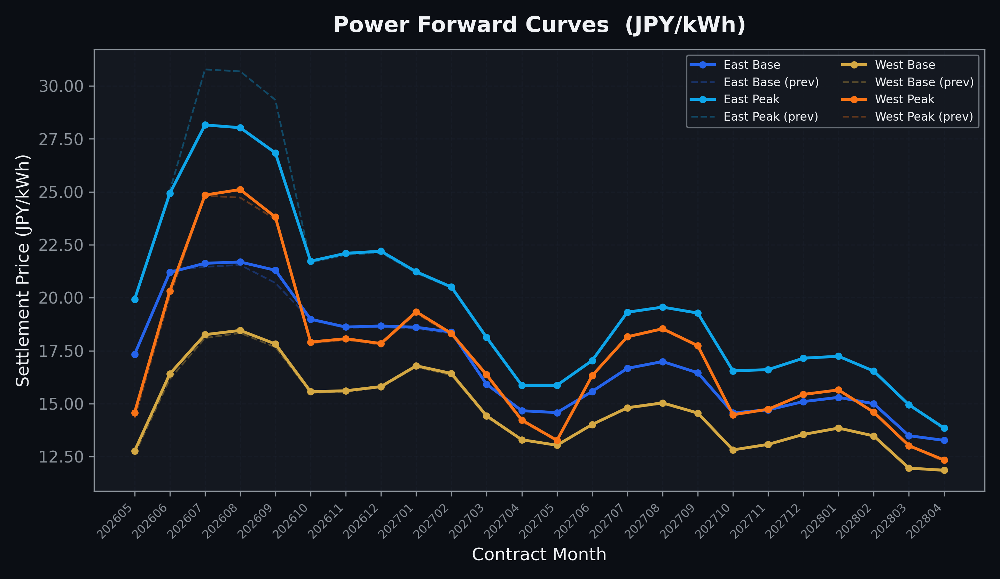 Power Forward Curves  (JPY/kWh)
East Base
East Base (prev)
East Peak
East Peak (prev)
West Base
West Base (prev)
West Peak
West Peak (prev)
Settlement Price (JPY/kWh)
30.00
27.50
25.00
22.50
20.00
17.50
15.00
12.50
202605
202606
202607
202608
202609
202610
202611
202612
202701
202702
202703
202704
202705
202706
202707
202708
202709
202710
202711
202712
202801
202802
202803
202804
Contract Month